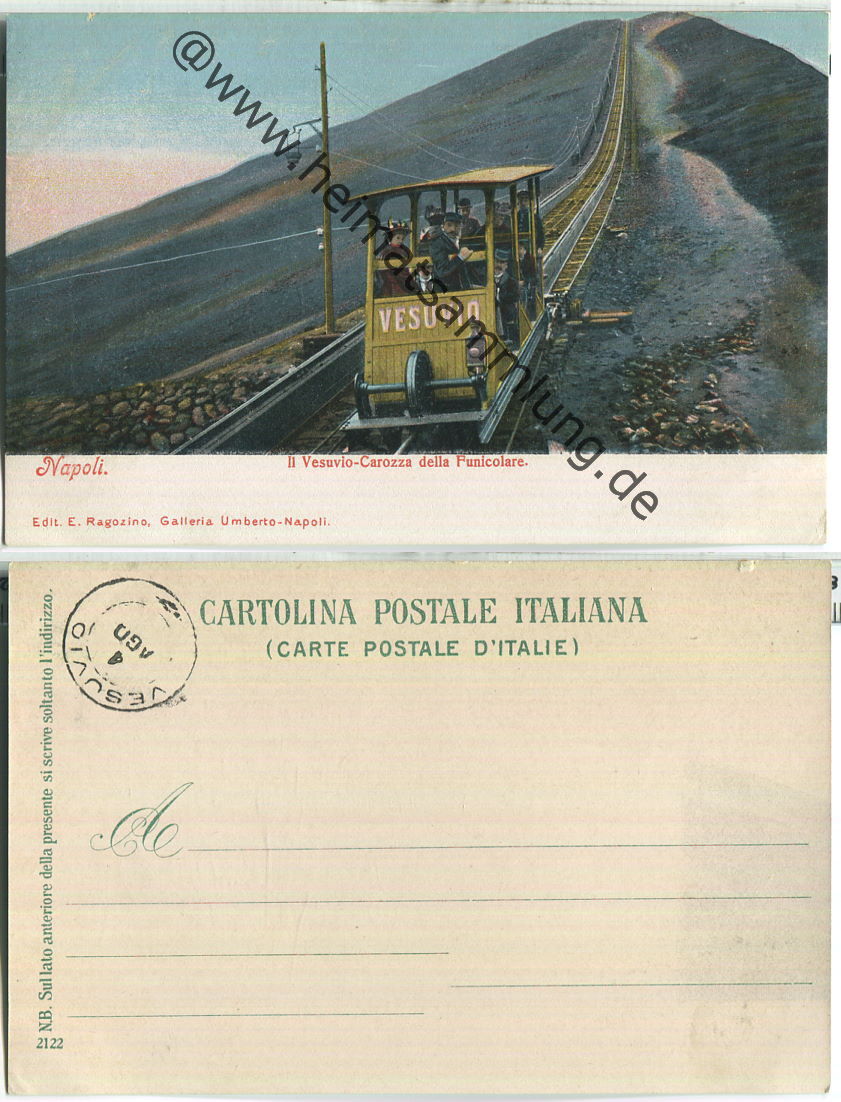 @www.heimatsammlung.de
VESUVIO
Napoli.
Il Vesuvio-Carozza della Funicolare.
Edit. E. Ragozino, Galleria Umberto-Napoli.
CARTOLINA POSTALE ITALIANA
(CARTE POSTALE D'ITALIE)
VESUVIO
4
AGO
A
N.B. Sul lato anteriore della presente si scrive soltanto l'indirizzo.
2122